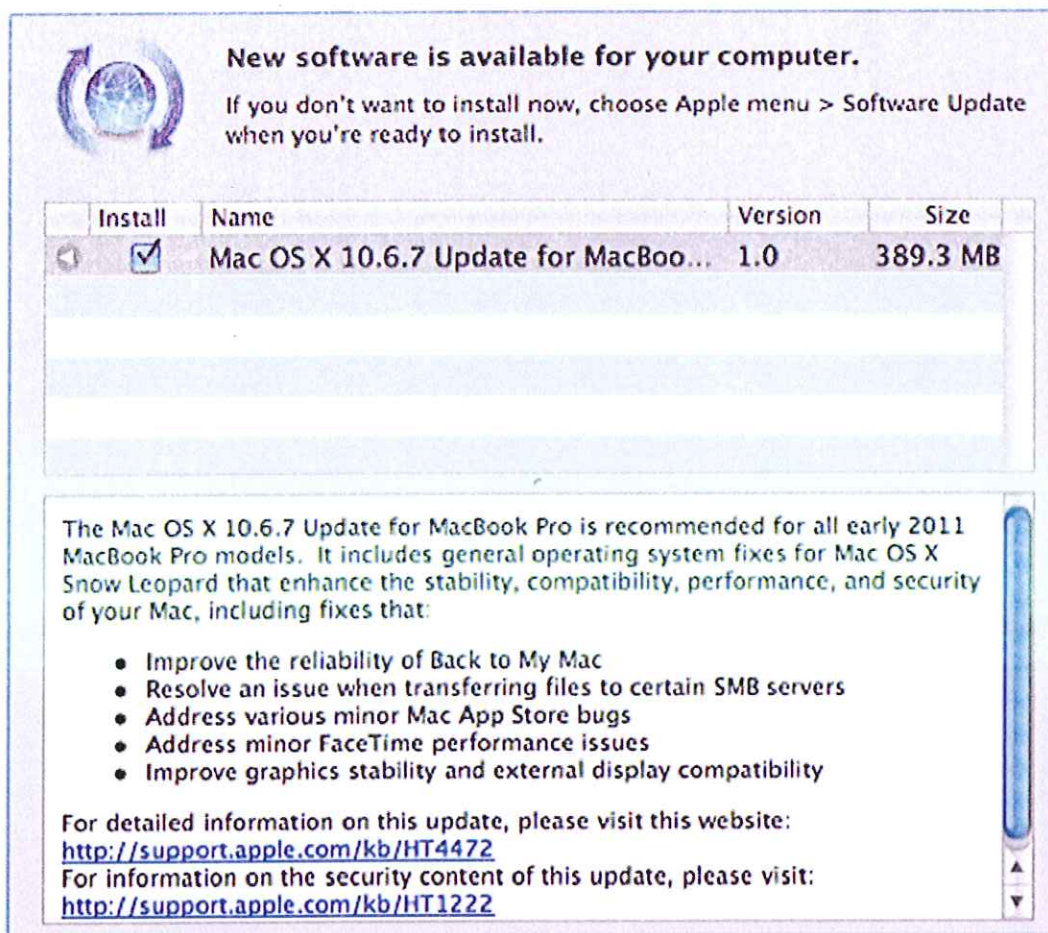 New software is available for your computer.
If you don't want to install now, choose Apple menu > Software Update
when you're ready to install.
Install Name Version Size
Mac OS X 10.6.7 Update for MacBoo... 1.0 389.3 MB
The Mac OS X 10.6.7 Update for MacBook Pro is recommended for all early 2011
MacBook Pro models. It includes general operating system fixes for Mac OS X
Snow Leopard that enhance the stability, compatibility, performance, and security
of your Mac, including fixes that:
• Improve the reliability of Back to My Mac
• Resolve an issue when transferring files to certain SMB servers
• Address various minor Mac App Store bugs
• Address minor FaceTime performance issues
• Improve graphics stability and external display compatibility
For detailed information on this update, please visit this website:
http://support.apple.com/kb/HT4472
For information on the security content of this update, please visit:
http://support.apple.com/kb/HT1222